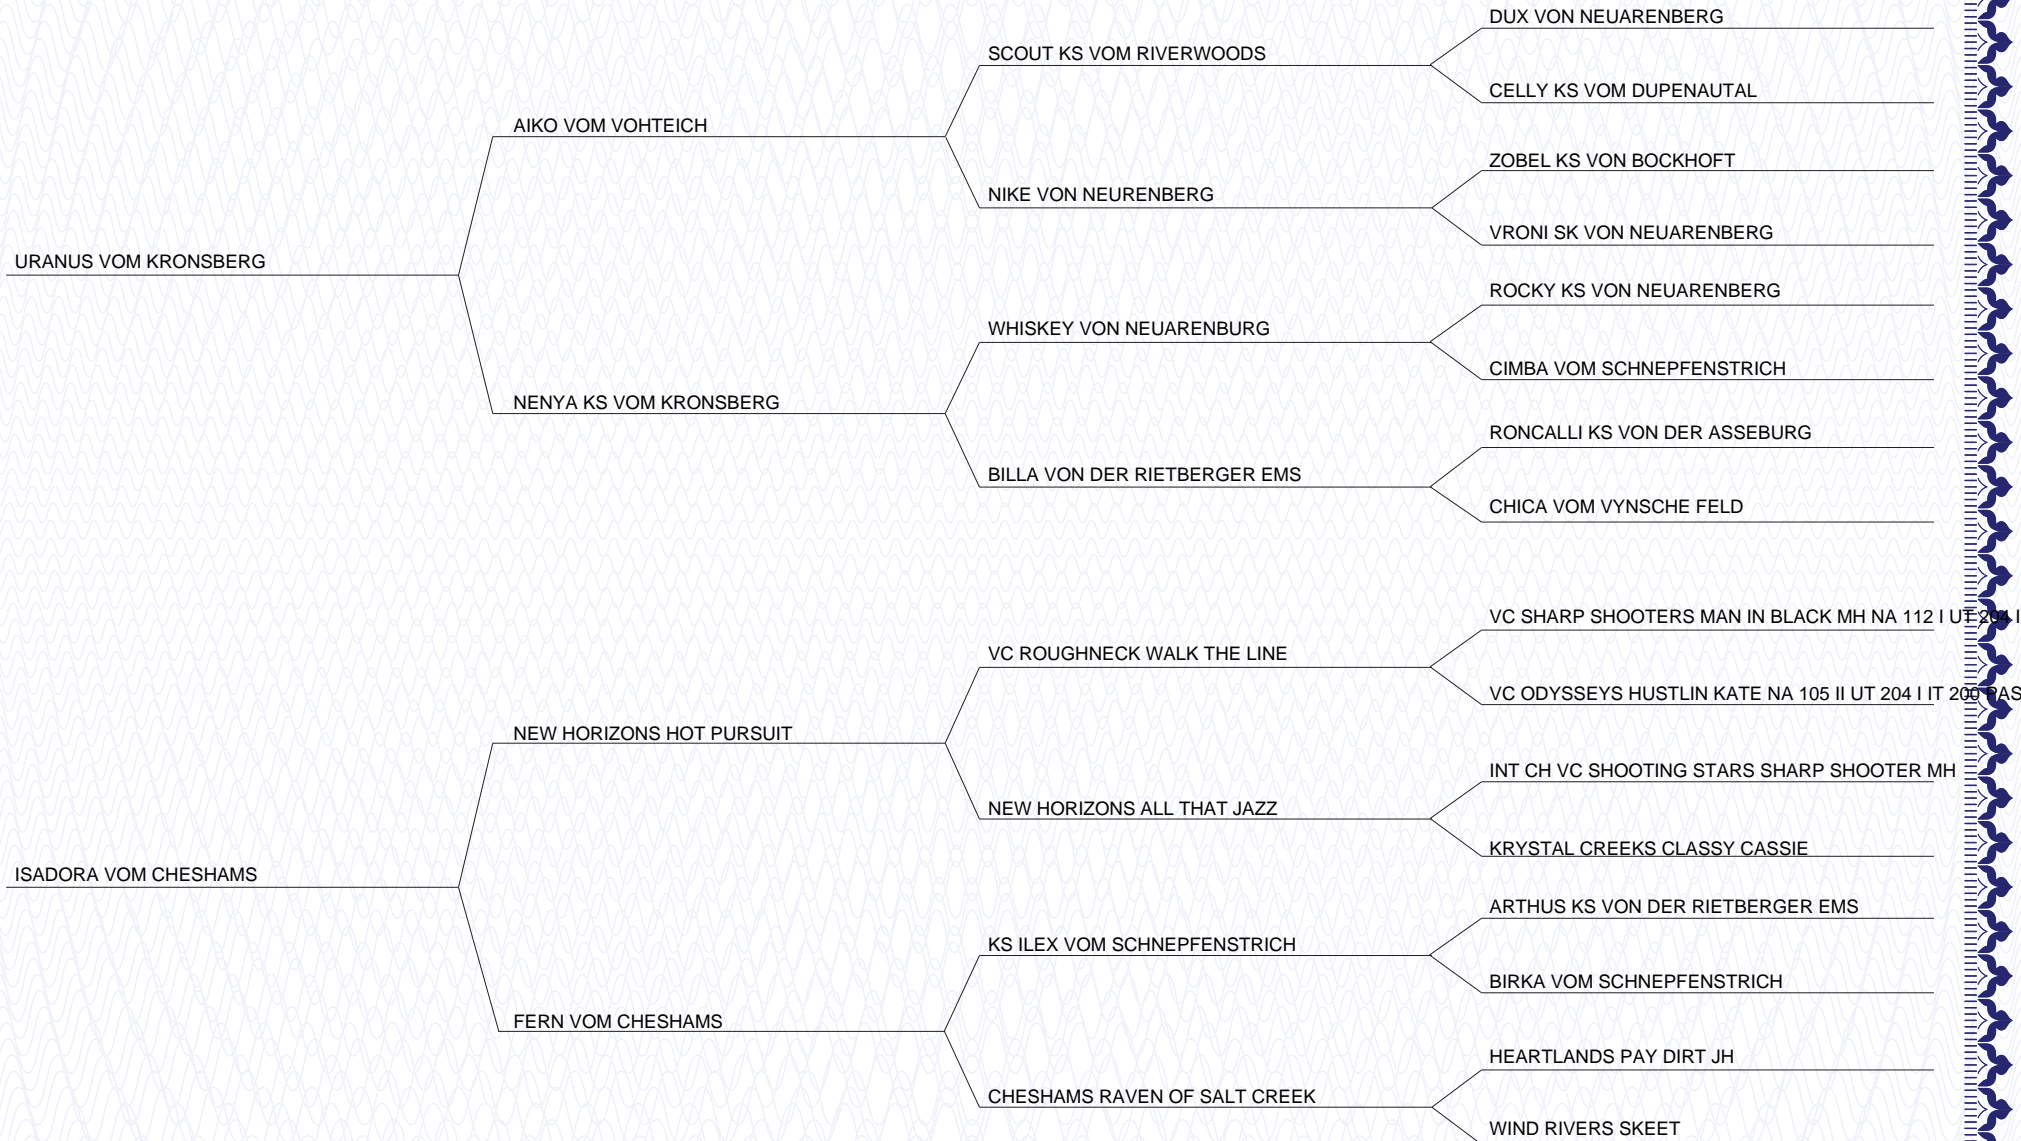 DUX VON NEUARENBERG
SCOUT KS VOM RIVERWOODS
CELLY KS VOM DUPENAUTAL
AIKO VOM VOHTEICH
ZOBEL KS VON BOCKHOFT
NIKE VON NEURENBERG
VRONI SK VON NEUARENBERG
URANUS VOM KRONSBERG
ROCKY KS VON NEUARENBERG
WHISKEY VON NEUARENBURG
CIMBA VOM SCHNEPFENSTRICH
NENYA KS VOM KRONSBERG
RONCALLI KS VON DER ASSEBURG
BILLA VON DER RIETBERGER EMS
CHICA VOM VYNSCHE FELD
VC SHARP SHOOTERS MAN IN BLACK MH NA 112 I UT 204 I
VC ROUGHNECK WALK THE LINE
VC ODYSSEYS HUSTLIN KATE NA 105 II UT 204 I IT 200 PAS
NEW HORIZONS HOT PURSUIT
INT CH VC SHOOTING STARS SHARP SHOOTER MH
NEW HORIZONS ALL THAT JAZZ
KRYSTAL CREEKS CLASSY CASSIE
ISADORA VOM CHESHAMS
ARTHUS KS VON DER RIETBERGER EMS
KS ILEX VOM SCHNEPFENSTRICH
BIRKA VOM SCHNEPFENSTRICH
FERN VOM CHESHAMS
HEARTLANDS PAY DIRT JH
CHESHAMS RAVEN OF SALT CREEK
WIND RIVERS SKEET